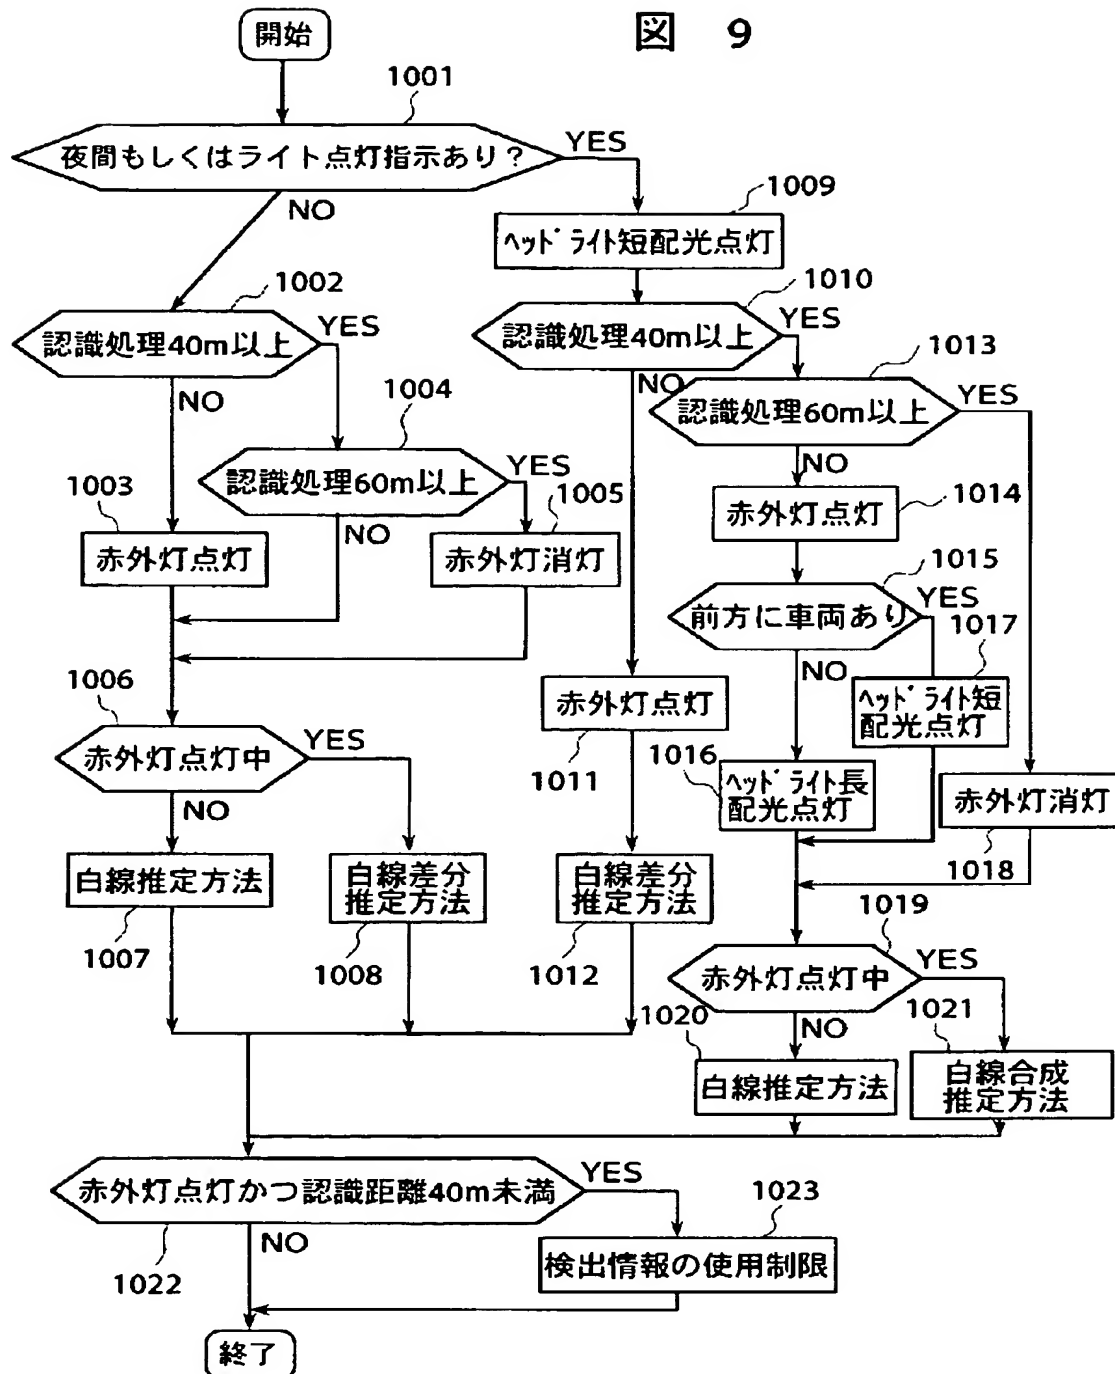 図 9
開始
1001
夜間もしくはライト点灯指示あり?
YES
NO
1009
ヘッドライト短配光点灯
1002
認識処理40m以上
YES
NO
1010
認識処理40m以上
YES
NO
1013
認識処理60m以上
YES
NO
1004
認識処理60m以上
YES
NO
1003
赤外灯点灯
1005
赤外灯消灯
1014
赤外灯点灯
1015
前方に車両あり
YES
NO
1017
ヘッドライト短
配光点灯
1006
赤外灯点灯中
YES
NO
赤外灯点灯
1011
1016
ヘッドライト長
配光点灯
赤外灯消灯
1018
白線推定方法
1007
白線差分
推定方法
1008
白線差分
推定方法
1012
1019
赤外灯点灯中
YES
NO
1020
白線推定方法
1021
白線合成
推定方法
赤外灯点灯かつ認識距離40m未満
YES
NO
1022
1023
検出情報の使用制限
終了